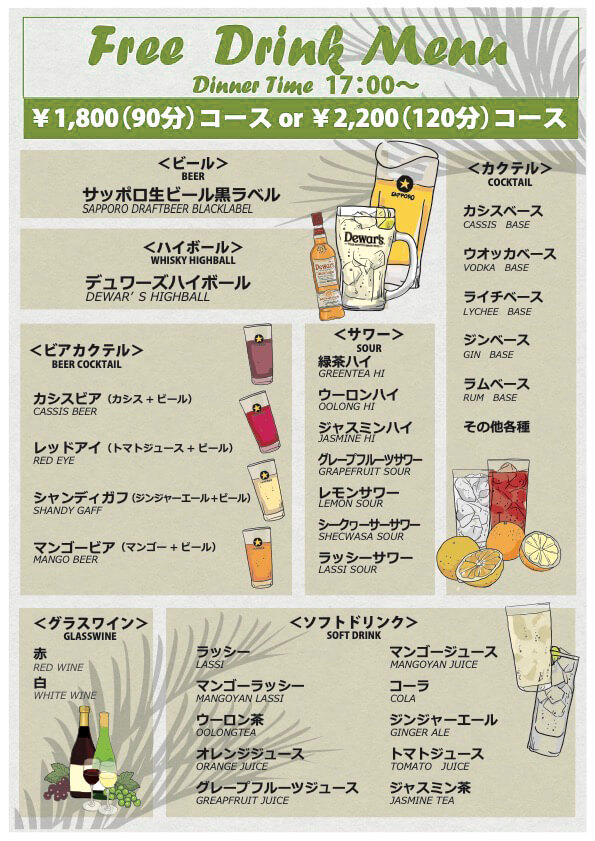 Free Drink Menu
Dinner Time 17:00～
￥1,800（90分）コース or ￥2,200（120分）コース
＜ビール＞
BEER
サッポロ生ビール黒ラベル
SAPPORO DRAFTBEER BLACKLABEL
SAPPORO
＜ハイボール＞
WHISKY HIGHBALL
デュワーズハイボール
DEWAR’S HIGHBALL
Dewar's
Dewar's
＜カクテル＞
COCKTAIL
カシスベース
CASSIS BASE
ウオッカベース
VODKA BASE
ライチベース
LYCHEE BASE
ジンベース
GIN BASE
ラムベース
RUM BASE
その他各種
＜ビアカクテル＞
BEER COCKTAIL
カシスビア（カシス + ビール）
CASSIS BEER
レッドアイ（トマトジュース + ビール）
RED EYE
シャンディガフ（ジンジャーエール+ビール）
SHANDY GAFF
マンゴービア（マンゴー + ビール）
MANGO BEER
＜サワー＞
SOUR
緑茶ハイ
GREENTEA HI
ウーロンハイ
OOLONG HI
ジャスミンハイ
JASMINE HI
グレープフルーツサワー
GRAPEFRUIT SOUR
レモンサワー
LEMON SOUR
シークヮーサーサワー
SHECWASA SOUR
ラッシーサワー
LASSI SOUR
＜グラスワイン＞
GLASSWINE
赤
RED WINE
白
WHITE WINE
＜ソフトドリンク＞
SOFT DRINK
ラッシー
LASSI
マンゴーラッシー
MANGOYAN LASSI
ウーロン茶
OOLONGTEA
オレンジジュース
ORANGE JUICE
グレープフルーツジュース
GREAPFRUIT JUICE
マンゴージュース
MANGOYAN JUICE
コーラ
COLA
ジンジャーエール
GINGER ALE
トマトジュース
TOMATO JUICE
ジャスミン茶
JASMINE TEA